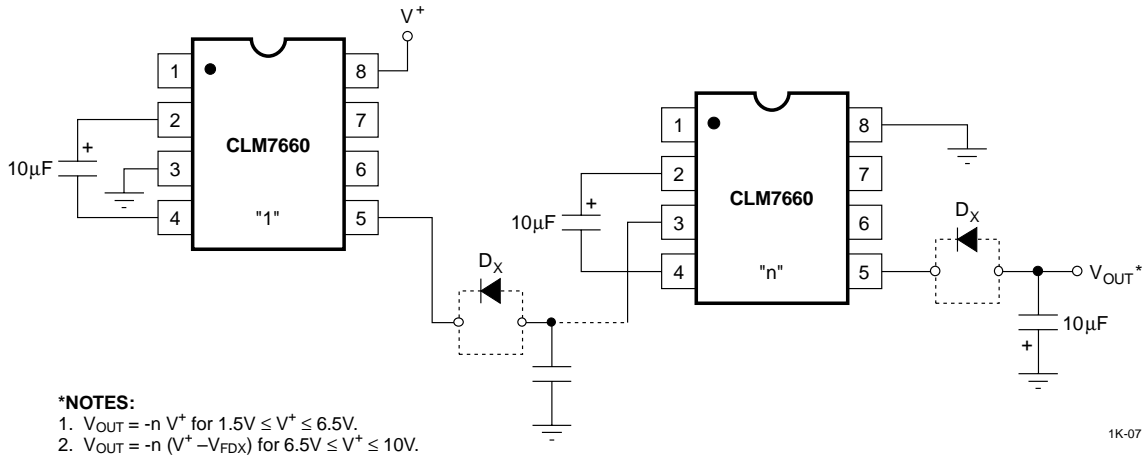 V+
1 8
2 7
CLM7660
3 6
4 "1" 5
+
10µF
1 8
2 7
CLM7660
3 6
4 "n" 5
+
10µF
DX
DX
VOUT*
10µF
+
*NOTES:
1. VOUT = -n V+ for 1.5V ≤ V+ ≤ 6.5V.
2. VOUT = -n (V+ –VFDX) for 6.5V ≤ V+ ≤ 10V.
1K-07